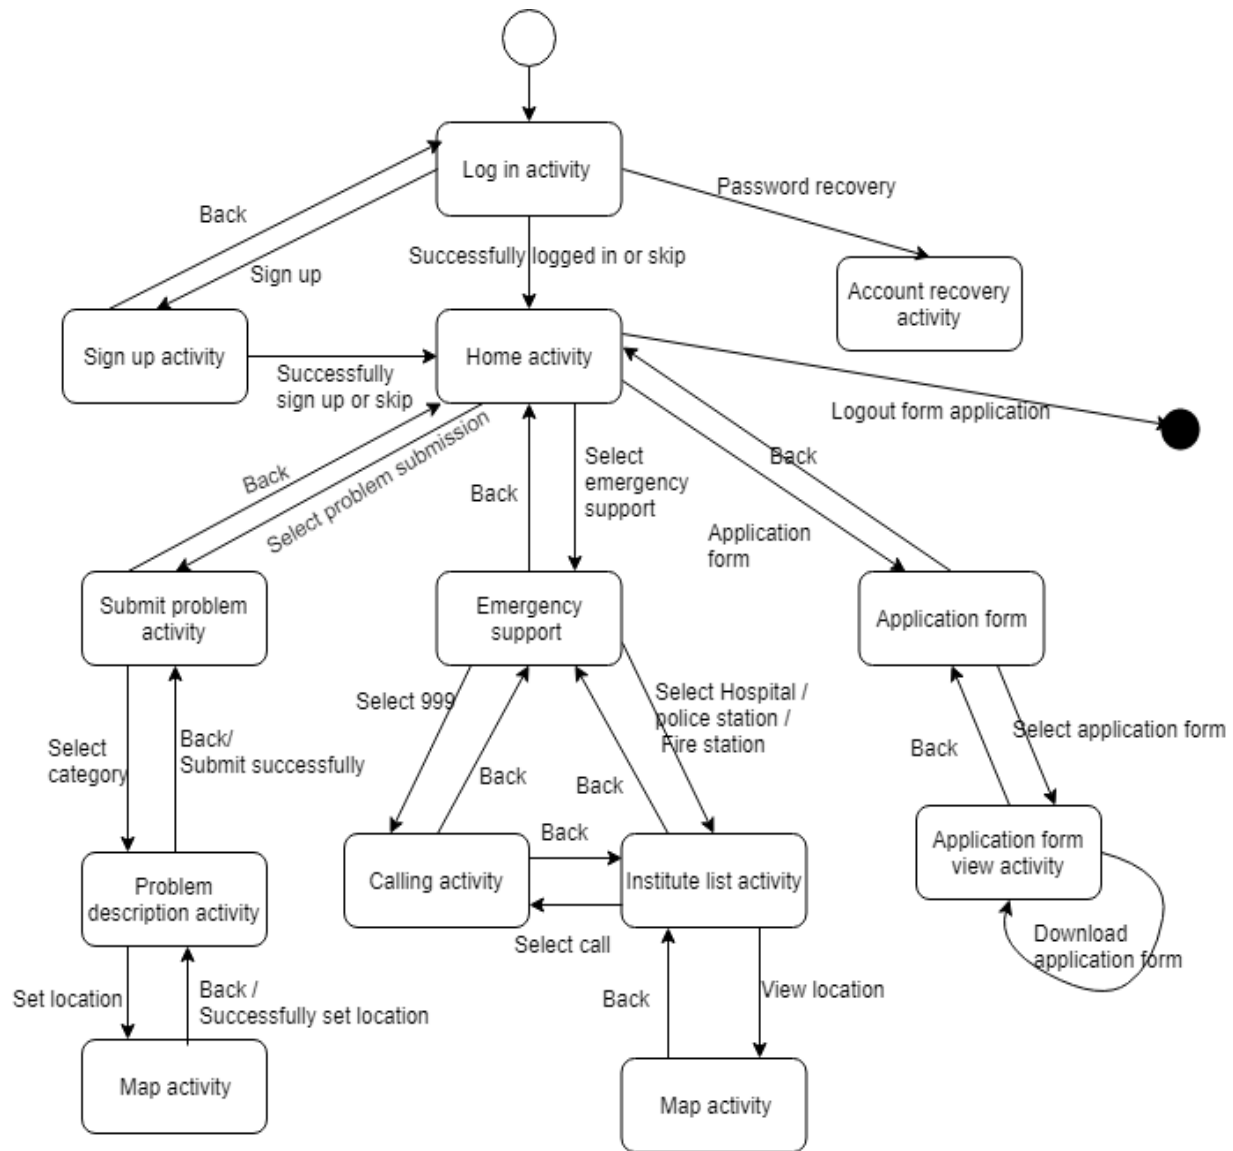 Log in activity
Password recovery
Back
Successfully logged in or skip
Sign up
Account recovery
activity
Sign up activity
Home activity
Successfully
sign up or skip
Logout form application
Back
Select problem submission
Back
Select
emergency
support
Back
Application
form
Submit problem
activity
Emergency
support
Application form
Select 999
Select Hospital /
police station /
Fire station
Select application form
Select
category
Back/
Submit successfully
Back
Back
Back
Back
Problem
description activity
Calling activity
Institute list activity
Application form
view activity
Select call
Download
application form
Set location
Back /
Successfully set location
Back
View location
Map activity
Map activity